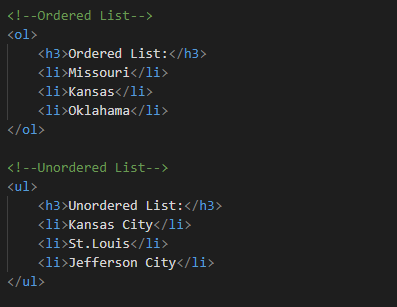 <!--Ordered List-->
<ol>
    <h3>Ordered List:</h3>
    <li>Missouri</li>
    <li>Kansas</li>
    <li>Oklahama</li>
</ol>

<!--Unordered List-->
<ul>
    <h3>Unordered List:</h3>
    <li>Kansas City</li>
    <li>St.Louis</li>
    <li>Jefferson City</li>
</ul>